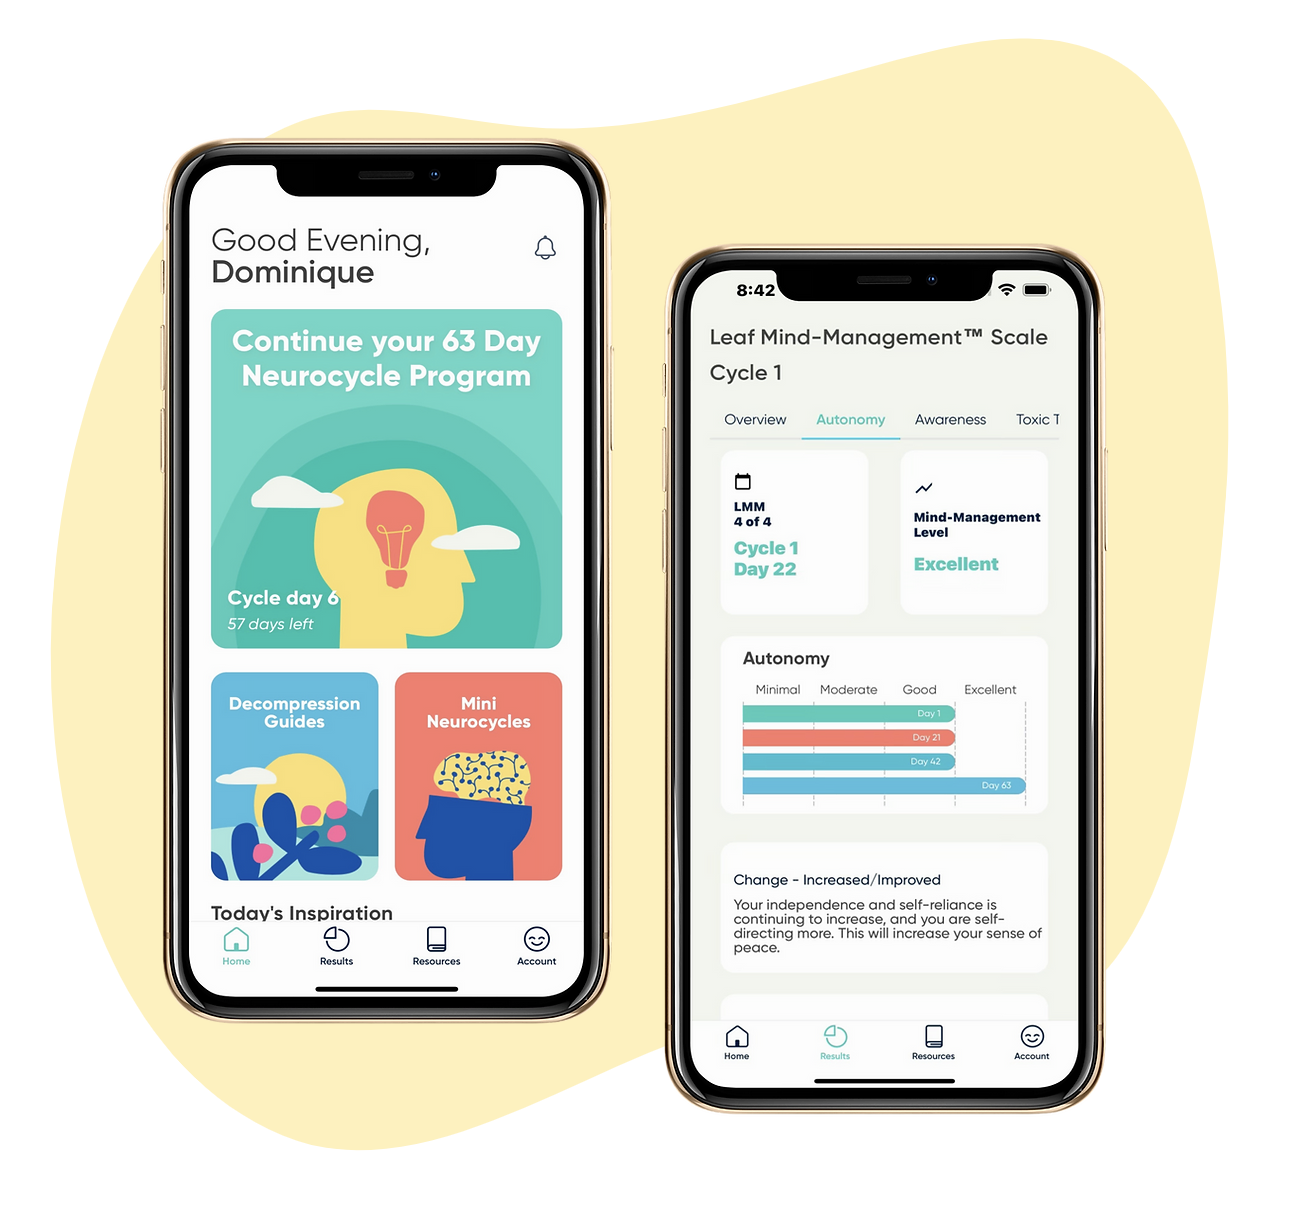 Good Evening,
Dominique
Continue your 63 Day
Neurocycle Program
Cycle day 6
57 days left
Decompression
Guides
Mini
Neurocycles
Today's Inspiration
Home
Results
Resources
Account
8:42
Leaf Mind-Management™ Scale
Cycle 1
Overview
Autonomy
Awareness
Toxic T
LMM
4 of 4
Cycle 1
Day 22
Mind-Management
Level
Excellent
Autonomy
Minimal Moderate Good Excellent
Day 1
Day 21
Day 42
Day 63
Change - Increased/Improved
Your independence and self-reliance is
continuing to increase, and you are self-
directing more. This will increase your sense of
peace.
Home
Results
Resources
Account